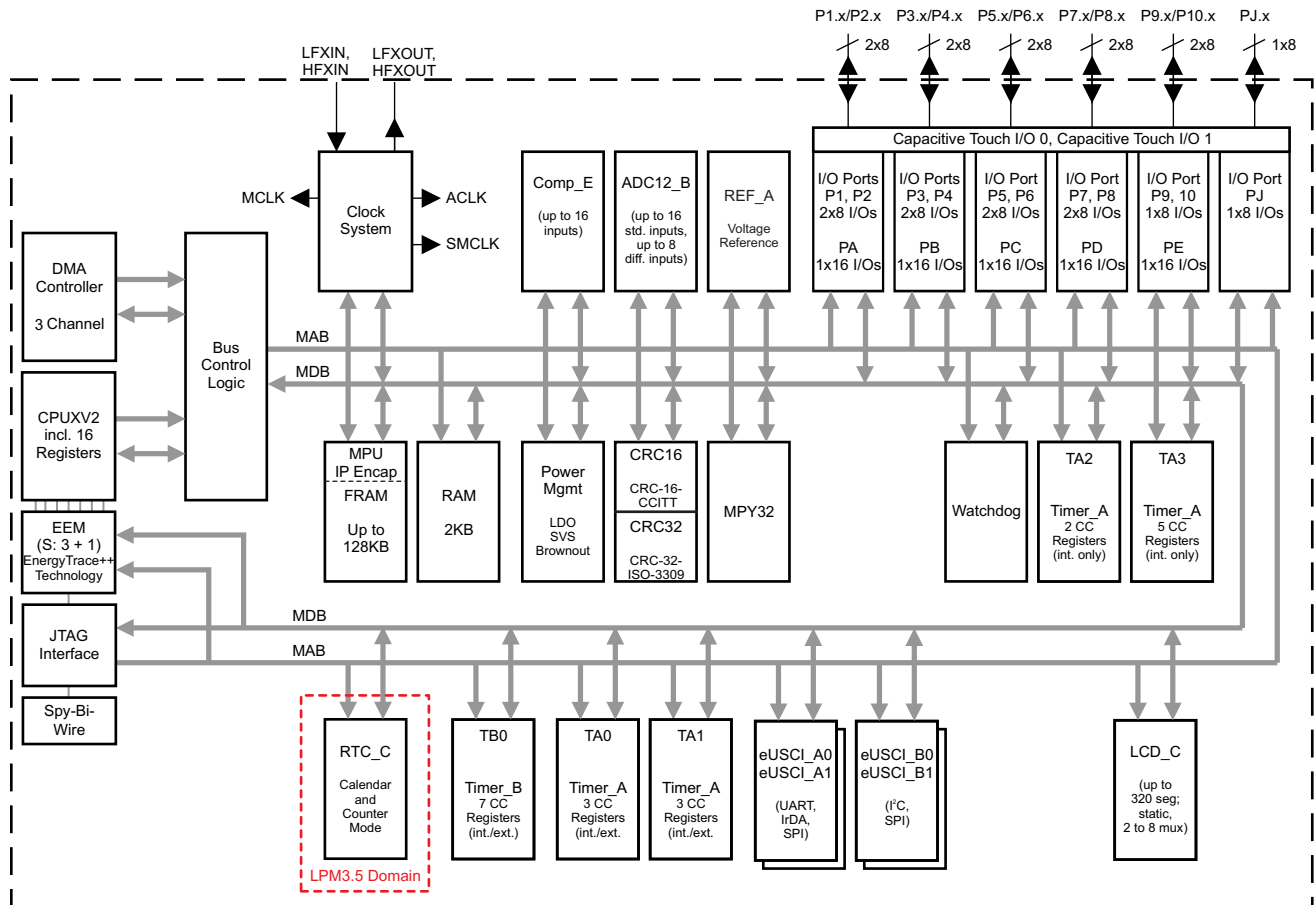 P1.x/P2.x
P3.x/P4.x
P5.x/P6.x
P7.x/P8.x
P9.x/P10.x
PJ.x
2x8
2x8
2x8
2x8
2x8
1x8
LFXIN,
HFXIN
LFXOUT,
HFXOUT
Capacitive Touch I/O 0, Capacitive Touch I/O 1
MCLK
Clock
System
ACLK
SMCLK
Comp_E
(up to 16
inputs)
ADC12_B
(up to 16
std. inputs,
up to 8
diff. inputs)
REF_A
Voltage
Reference
I/O Ports
P1, P2
2x8 I/Os
PA
1x16 I/Os
I/O Ports
P3, P4
2x8 I/Os
PB
1x16 I/Os
I/O Ports
P5, P6
2x8 I/Os
PC
1x16 I/Os
I/O Port
P7, P8
2x8 I/Os
PD
1x16 I/Os
I/O Ports
P9, 10
1x8 I/Os
PE
1x16 I/Os
I/O Port
PJ
1x8 I/Os
DMA
Controller
3 Channel
Bus
Control
Logic
MAB
MDB
CPUXV2
incl. 16
Registers
MPU
IP Encap
FRAM
Up to
128KB
RAM
2KB
Power
Mgmt
LDO
SVS
Brownout
CRC16
CRC-16-
CCITT
CRC32
CRC-32-
ISO-3309
MPY32
Watchdog
TA2
Timer_A
2 CC
Registers
(int. only)
TA3
Timer_A
5 CC
Registers
(int. only)
EEM
(S: 3 + 1)
EnergyTrace++
Technology
MDB
JTAG
Interface
MAB
Spy-Bi-
Wire
RTC_C
Calendar
and
Counter
Mode
LPM3.5 Domain
TB0
Timer_B
7 CC
Registers
(int./ext.)
TA0
Timer_A
3 CC
Registers
(int./ext.)
TA1
Timer_A
3 CC
Registers
(int./ext.
eUSCI_A0
eUSCI_A1
(UART,
IrDA,
SPI)
eUSCI_B0
eUSCI_B1
(I²C,
SPI)
LCD_C
(up to
320 seg;
static,
2 to 8 mux)